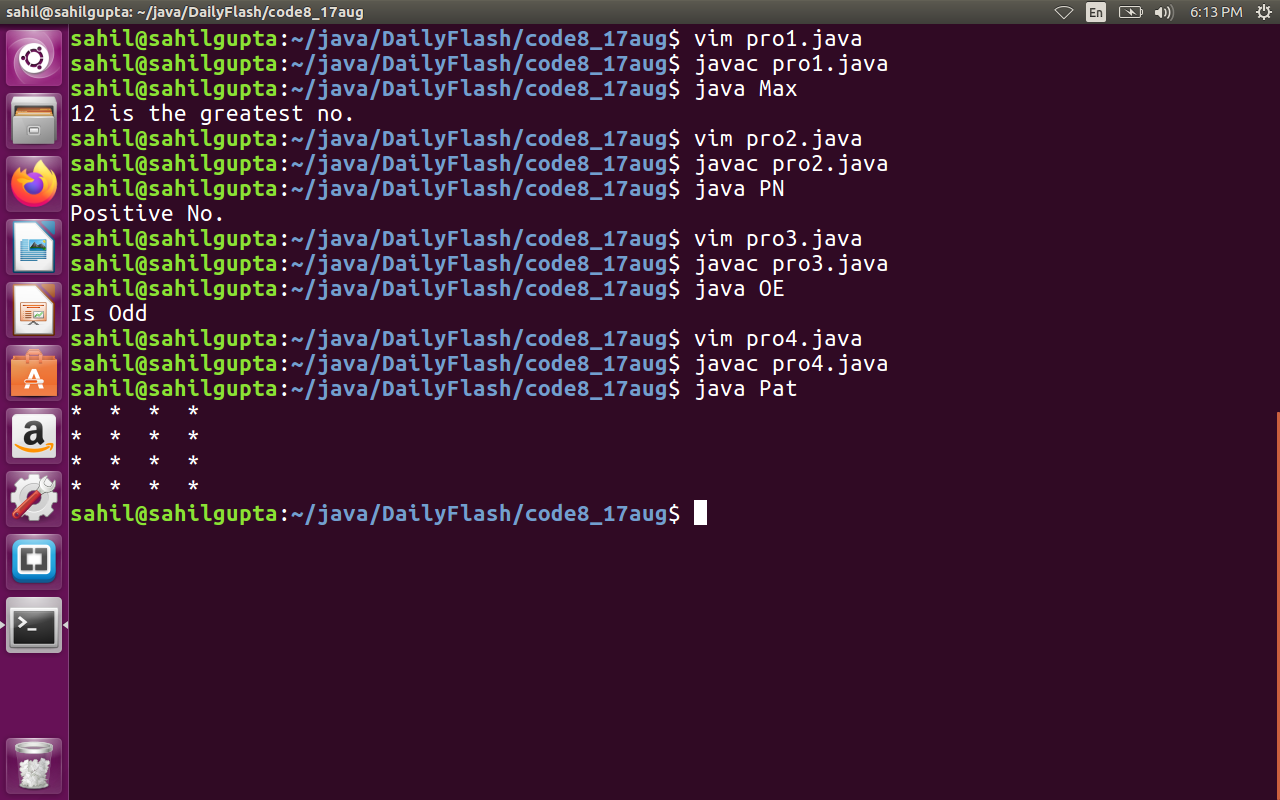 sahil@sahilgupta: ~/java/DailyFlash/code8_17aug En 6:13 PM
sahil@sahilgupta:~/java/DailyFlash/code8_17aug$ vim pro1.java
sahil@sahilgupta:~/java/DailyFlash/code8_17aug$ javac pro1.java
sahil@sahilgupta:~/java/DailyFlash/code8_17aug$ java Max
12 is the greatest no.
sahil@sahilgupta:~/java/DailyFlash/code8_17aug$ vim pro2.java
sahil@sahilgupta:~/java/DailyFlash/code8_17aug$ javac pro2.java
sahil@sahilgupta:~/java/DailyFlash/code8_17aug$ java PN
Positive No.
sahil@sahilgupta:~/java/DailyFlash/code8_17aug$ vim pro3.java
sahil@sahilgupta:~/java/DailyFlash/code8_17aug$ javac pro3.java
sahil@sahilgupta:~/java/DailyFlash/code8_17aug$ java OE
Is Odd
sahil@sahilgupta:~/java/DailyFlash/code8_17aug$ vim pro4.java
sahil@sahilgupta:~/java/DailyFlash/code8_17aug$ javac pro4.java
sahil@sahilgupta:~/java/DailyFlash/code8_17aug$ java Pat
*  *  *  *
*  *  *  *
*  *  *  *
*  *  *  *
sahil@sahilgupta:~/java/DailyFlash/code8_17aug$